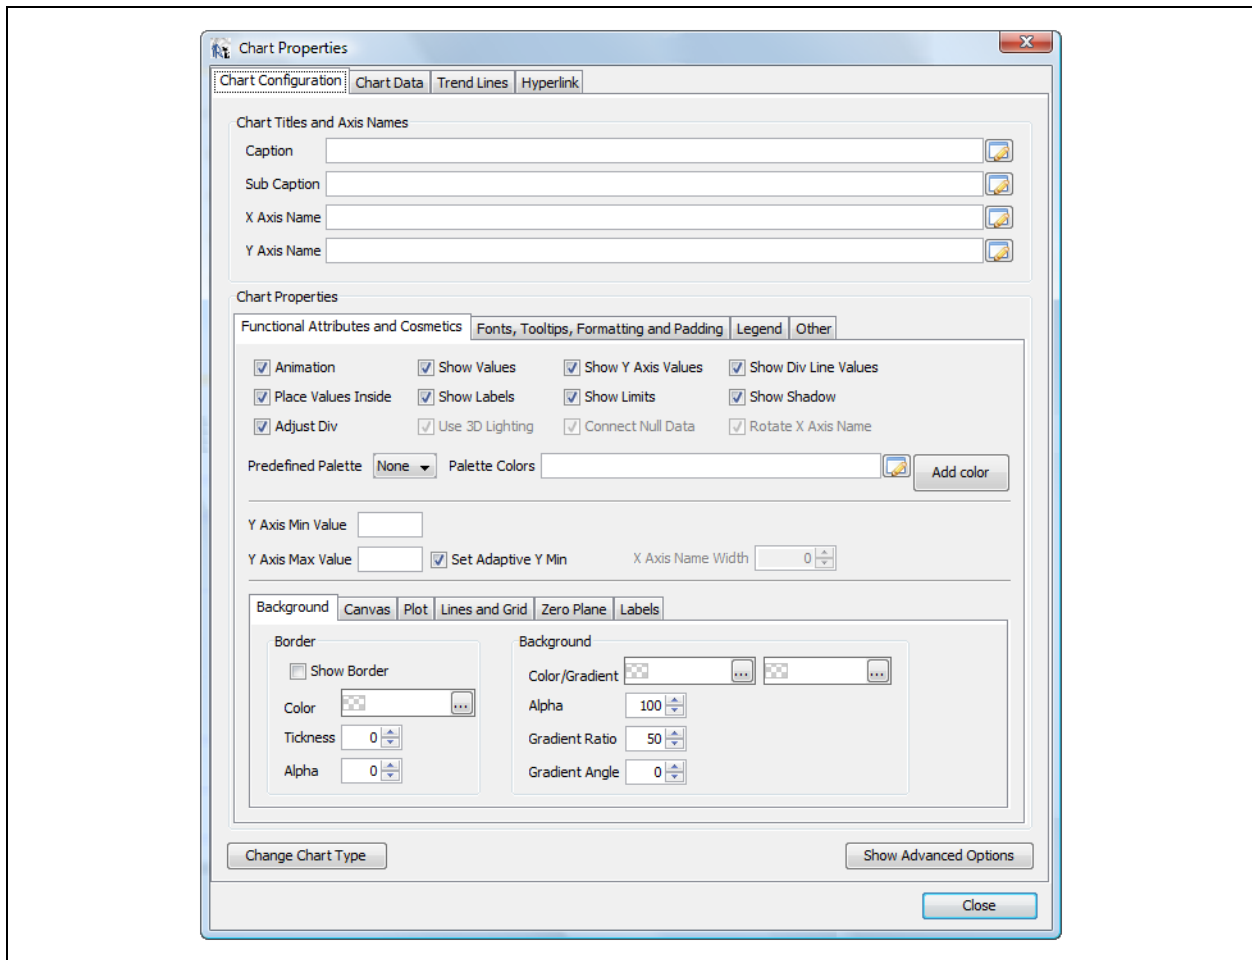 Chart Properties
Chart Configuration Chart Data Trend Lines Hyperlink
Chart Titles and Axis Names
Caption
Sub Caption
X Axis Name
Y Axis Name
Chart Properties
Functional Attributes and Cosmetics Fonts, Tooltips, Formatting and Padding Legend Other
Animation Show Values Show Y Axis Values Show Div Line Values
Place Values Inside Show Labels Show Limits Show Shadow
Adjust Div Use 3D Lighting Connect Null Data Rotate X Axis Name
Predefined Palette None Palette Colors Add color
Y Axis Min Value
Y Axis Max Value Set Adaptive Y Min X Axis Name Width 0
Background Canvas Plot Lines and Grid Zero Plane Labels
Border Background
Show Border
Color/Gradient ... ...
Color ...
Alpha 100
Tickness 0
Gradient Ratio 50
Alpha 0
Gradient Angle 0
Change Chart Type Show Advanced Options
Close